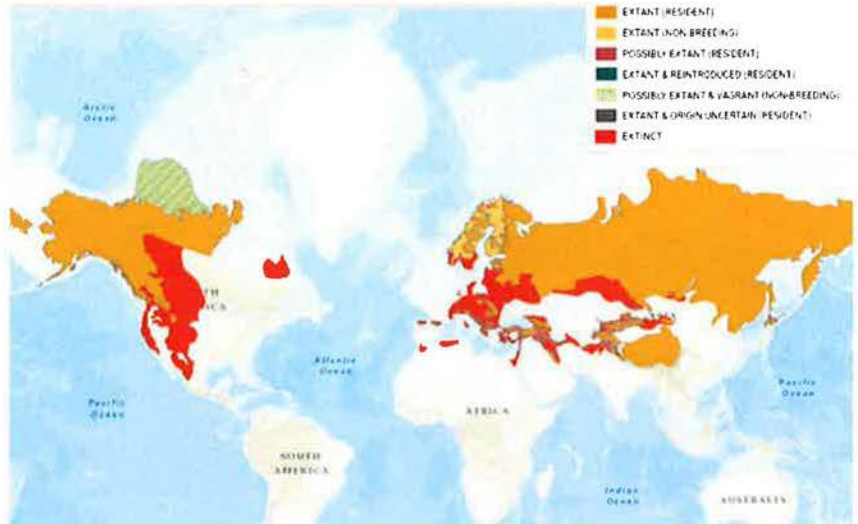 EXTANT (RESIDENT)
EXTANT (NON BREEDING)
POSSIBLY EXTANT (RESIDENT)
EXTANT & REINTRODUCED (RESIDENT)
POSSIBLY EXTANT & VAGRANT (NON-BREEDING)
EXTANT & ORIGIN UNCERTAIN (RESIDENT)
EXTINCT
Arctic
Ocean
Atlantic
Ocean
Pacific
Ocean
Pacific
Ocean
AFRICA
SOUTH
AMERICA
Indian
Ocean
AUSTRALIA